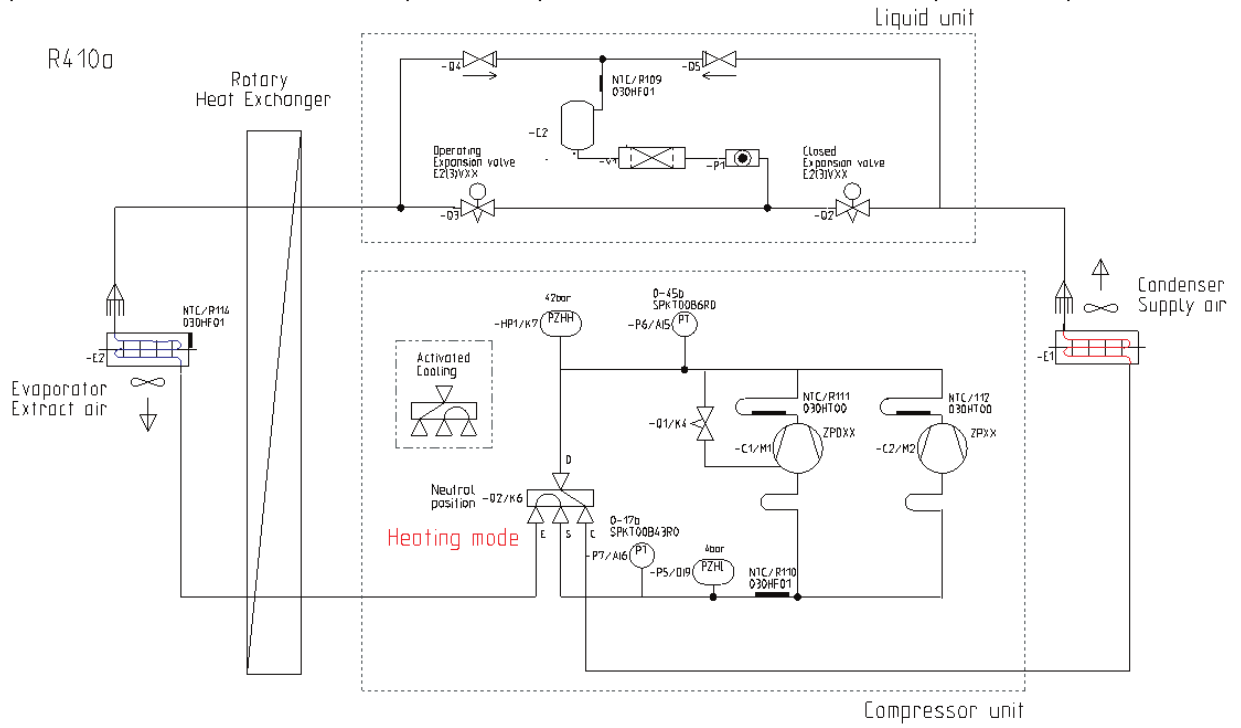 Liquid unit
R410a
Rotary
Heat Exchanger
-Q4
-Q5
NTC/R109
030HF01
-C2
Operating
Expansion valve
E2(3)VXX
-P1
Closed
Expansion valve
E2(3)VXX
-Q3
-Q2
NTC/R114
030HF01
-E2
Evaporator
Extract air
Condenser
Supply air
-E1
42bar
-HP1/K7
PZHH
0-45b
SPKT00B6R0
-P6/AI5
PT
Activated
Cooling
NTC/R111
030HT00
NTC/112
030HT00
-Q1/K4
ZPDXX
-C1/M1
ZPXX
-C2/M2
D
Neutral
position
-Q2/K6
E
S
C
Heating mode
0-17b
SPKT00B43R0
PT
-P7/AI6
4bar
-P5/DI9
PZHL
NTC/R110
030HF01
Compressor unit